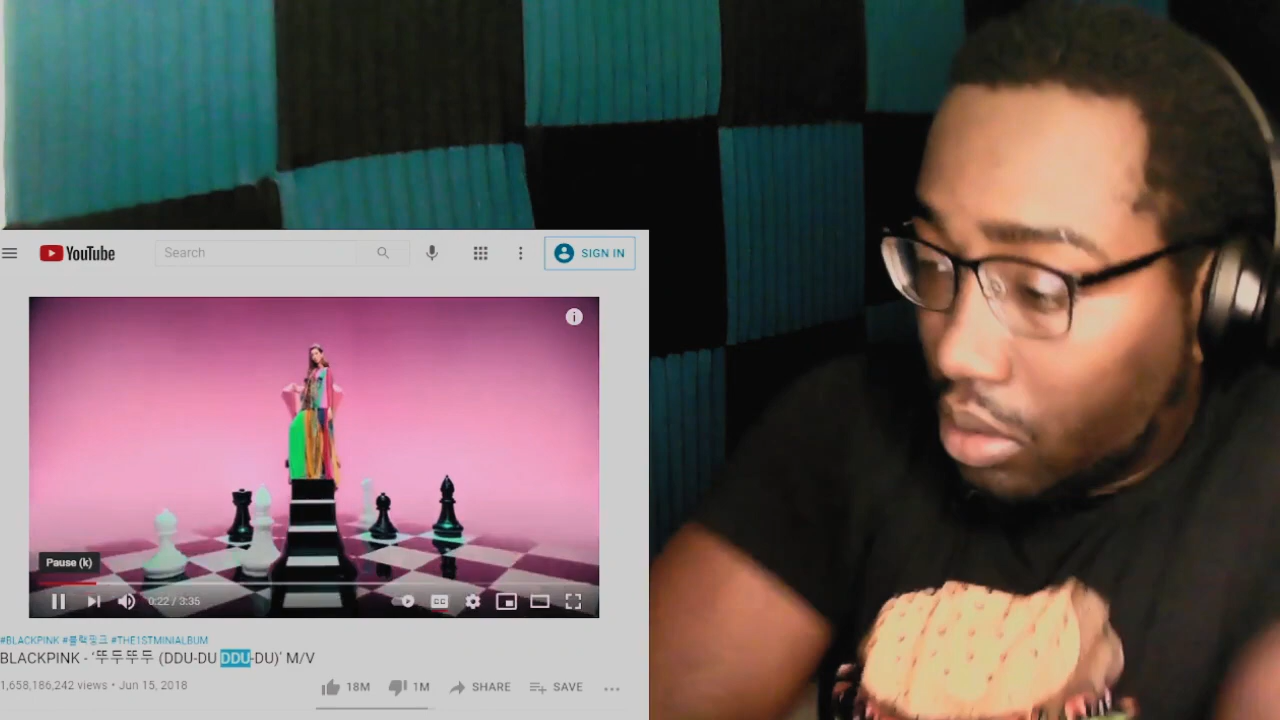 YouTube
Search
SIGN IN
i
Pause (k)
0:22 / 3:35
CC
#BLACKPINK #블랙핑크 #THE1STMINIALBUM
BLACKPINK - ‘뚜두뚜두 (DDU-DU DDU-DU)’ M/V
1,658,186,242 views • Jun 15, 2018
18M
1M
SHARE
SAVE